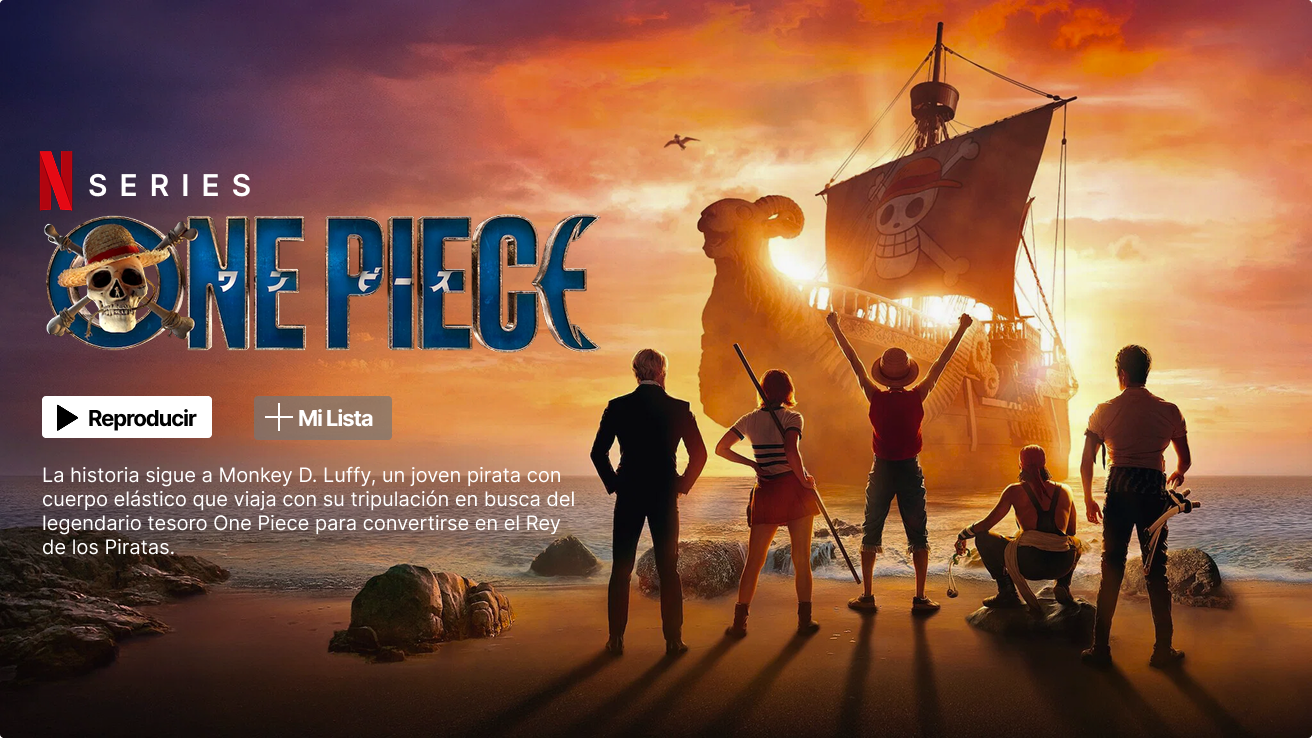 N SERIES
ONE PIECE
ワンピース
Reproducir
Mi Lista
La historia sigue a Monkey D. Luffy, un joven pirata con
cuerpo elástico que viaja con su tripulación en busca del
legendario tesoro One Piece para convertirse en el Rey
de los Piratas.